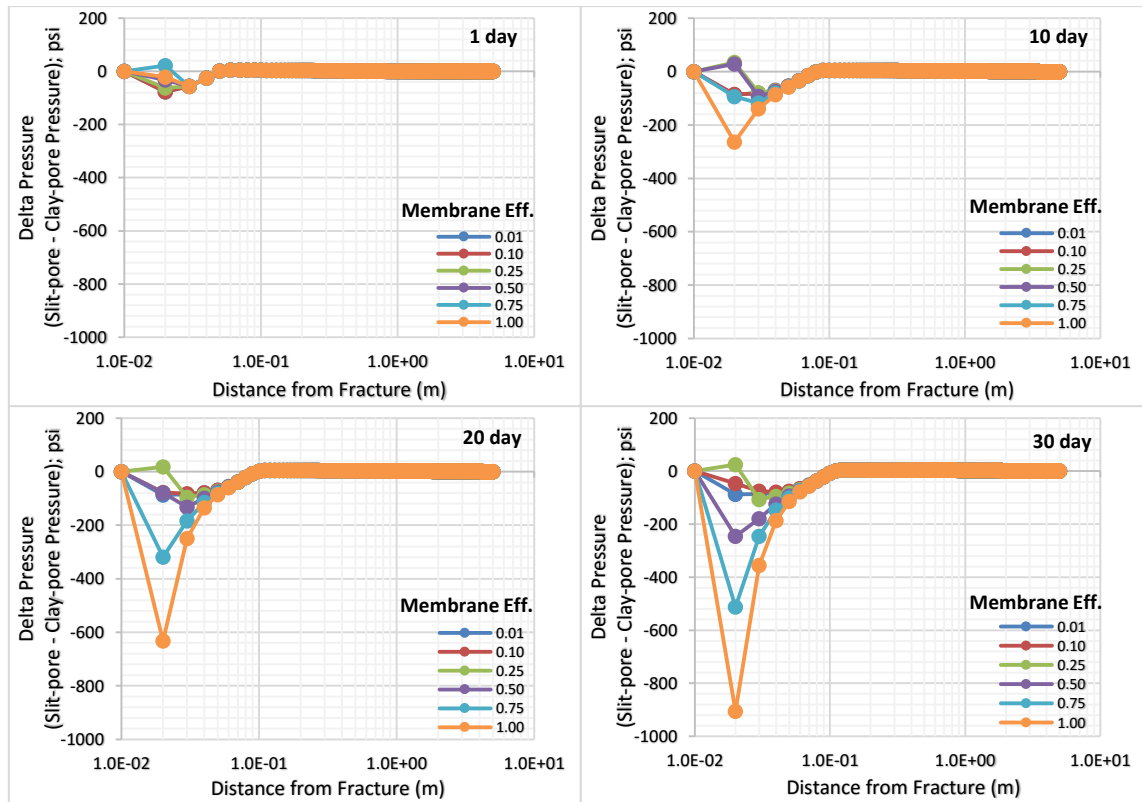 200
0
-200
-400
-600
-800
-1000
Delta Pressure
(Slit-pore - Clay-pore Pressure); psi
1 day
Membrane Eff.
0.01
0.10
0.25
0.50
0.75
1.00
1.0E-02 1.0E-01 1.0E+00 1.0E+01
Distance from Fracture (m)
200
0
-200
-400
-600
-800
-1000
Delta Pressure
(Slit-pore - Clay-pore Pressure); psi
10 day
Membrane Eff.
0.01
0.10
0.25
0.50
0.75
1.00
1.0E-02 1.0E-01 1.0E+00 1.0E+01
Distance from Fracture (m)
200
0
-200
-400
-600
-800
-1000
Delta Pressure
(Slit-pore - Clay-pore Pressure); psi
20 day
Membrane Eff.
0.01
0.10
0.25
0.50
0.75
1.00
1.0E-02 1.0E-01 1.0E+00 1.0E+01
Distance from Fracture (m)
200
0
-200
-400
-600
-800
-1000
Delta Pressure
(Slit-pore - Clay-pore Pressure); psi
30 day
Membrane Eff.
0.01
0.10
0.25
0.50
0.75
1.00
1.0E-02 1.0E-01 1.0E+00 1.0E+01
Distance from Fracture (m)